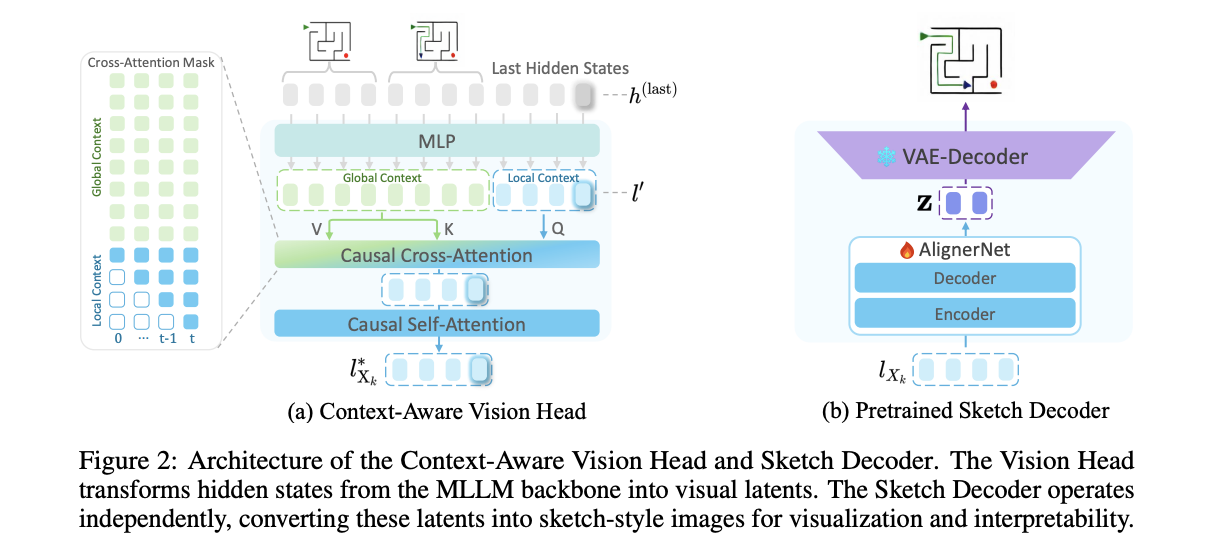 Cross-Attention Mask
Global Context
Local Context
0 ... t-1 t
Last Hidden States
h^(last)
MLP
Global Context
Local Context
l′
V
K
Q
Causal Cross-Attention
Causal Self-Attention
l*_{X_k}
(a) Context-Aware Vision Head
VAE-Decoder
Z
AlignerNet
Decoder
Encoder
l_{X_k}
(b) Pretrained Sketch Decoder
Figure 2: Architecture of the Context-Aware Vision Head and Sketch Decoder. The Vision Head
transforms hidden states from the MLLM backbone into visual latents. The Sketch Decoder operates
independently, converting these latents into sketch-style images for visualization and interpretability.